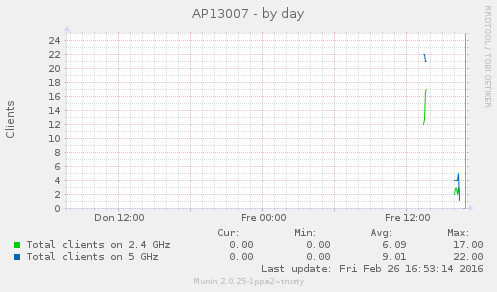 AP13007 - by day
RRDTOOL / TOBI OETIKER
Clients
24
22
20
18
16
14
12
10
8
6
4
2
0
Don 12:00 Fre 00:00 Fre 12:00
Cur: Min: Avg: Max:
Total clients on 2.4 GHz 0.00 0.00 6.09 17.00
Total clients on 5 GHz 0.00 0.00 9.01 22.00
Last update: Fri Feb 26 16:53:14 2016
Munin 2.0.25-1ppa2~trusty